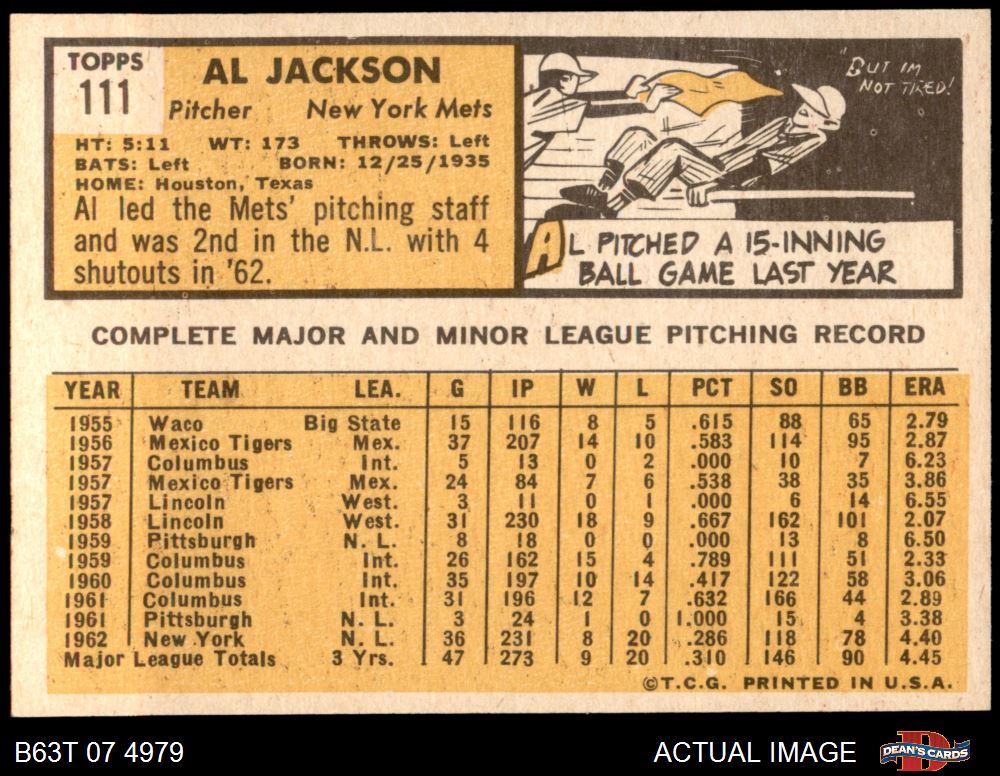 TOPPS
111
AL JACKSON
Pitcher New York Mets
HT: 5:11 WT: 173 THROWS: Left
BATS: Left BORN: 12/25/1935
HOME: Houston, Texas
Al led the Mets' pitching staff
and was 2nd in the N.L. with 4
shutouts in '62.
"BUT IM
NOT TIRED!
AL PITCHED A 15-INNING
BALL GAME LAST YEAR
COMPLETE MAJOR AND MINOR LEAGUE PITCHING RECORD
YEAR TEAM LEA. G IP W L PCT SO BB ERA
1955 Waco Big State 15 116 8 5 .615 88 65 2.79
1956 Mexico Tigers Mex. 37 207 14 10 .583 114 95 2.87
1957 Columbus Int. 5 13 0 2 .000 10 7 6.23
1957 Mexico Tigers Mex. 24 84 7 6 .538 38 35 3.86
1957 Lincoln West. 3 11 0 1 .000 6 14 6.55
1958 Lincoln West. 31 230 18 9 .667 162 101 2.07
1959 Pittsburgh N. L. 8 18 0 0 .000 13 8 6.50
1959 Columbus Int. 26 162 15 4 .789 111 51 2.33
1960 Columbus Int. 35 197 10 14 .417 122 58 3.06
1961 Columbus Int. 31 196 12 7 .632 166 44 2.89
1961 Pittsburgh N. L. 3 24 1 0 1.000 15 4 3.38
1962 New York N. L. 36 231 8 20 .286 118 78 4.40
Major League Totals 3 Yrs. 47 273 9 20 .310 146 90 4.45
©T.C.G. PRINTED IN U.S.A.
B63T 07 4979 ACTUAL IMAGE DEAN'S CARDS